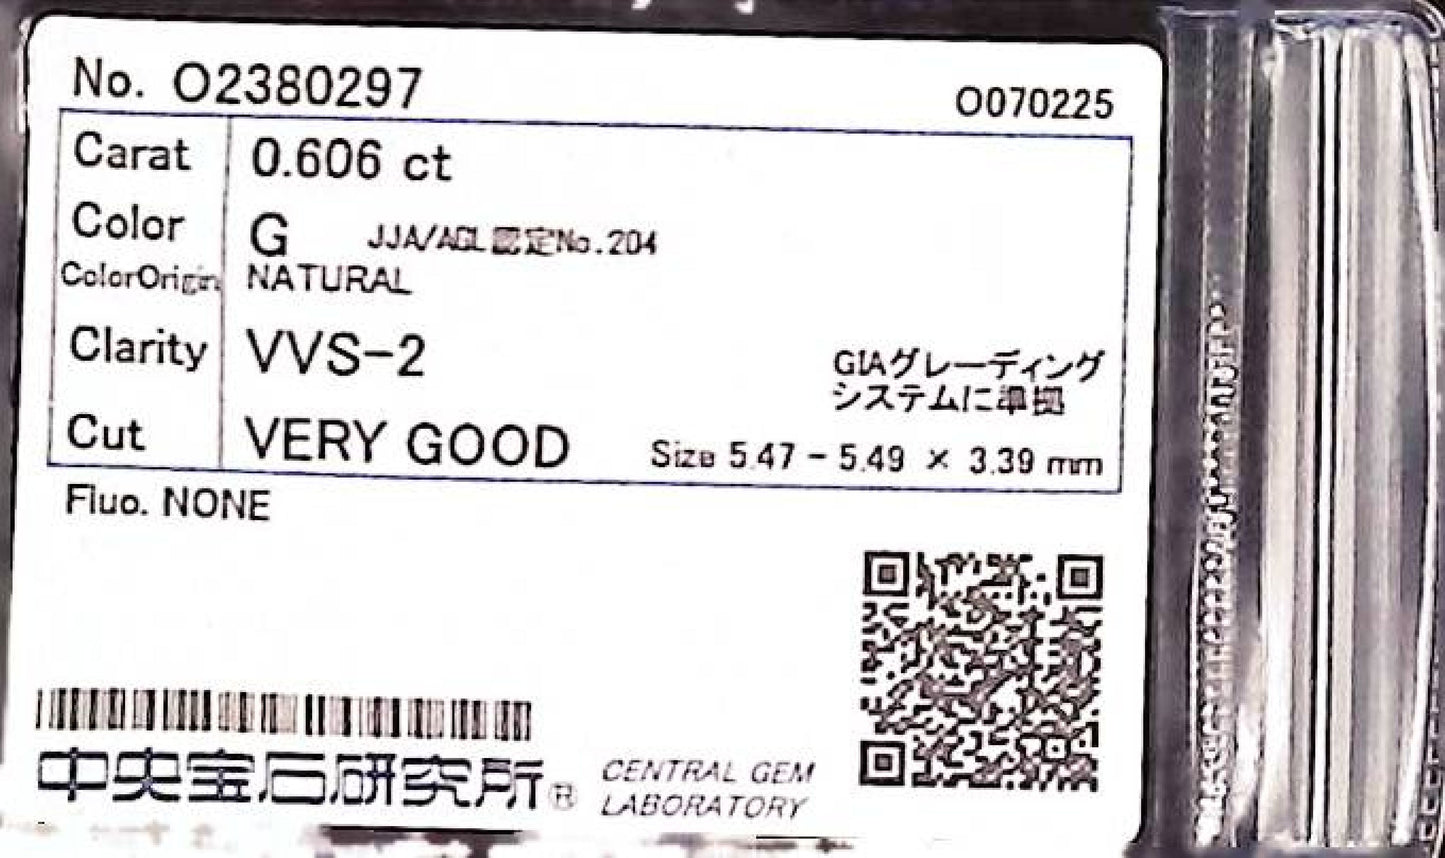 No. O2380297
O070225
Carat 0.606 ct
Color G JJA/AGL認定No.204
ColorOrigin NATURAL
Clarity VVS-2
GIAグレーディング
システムに準拠
Cut VERY GOOD Size 5.47 - 5.49 × 3.39 mm
Fluo. NONE
中央宝石研究所®
CENTRAL GEM
LABORATORY